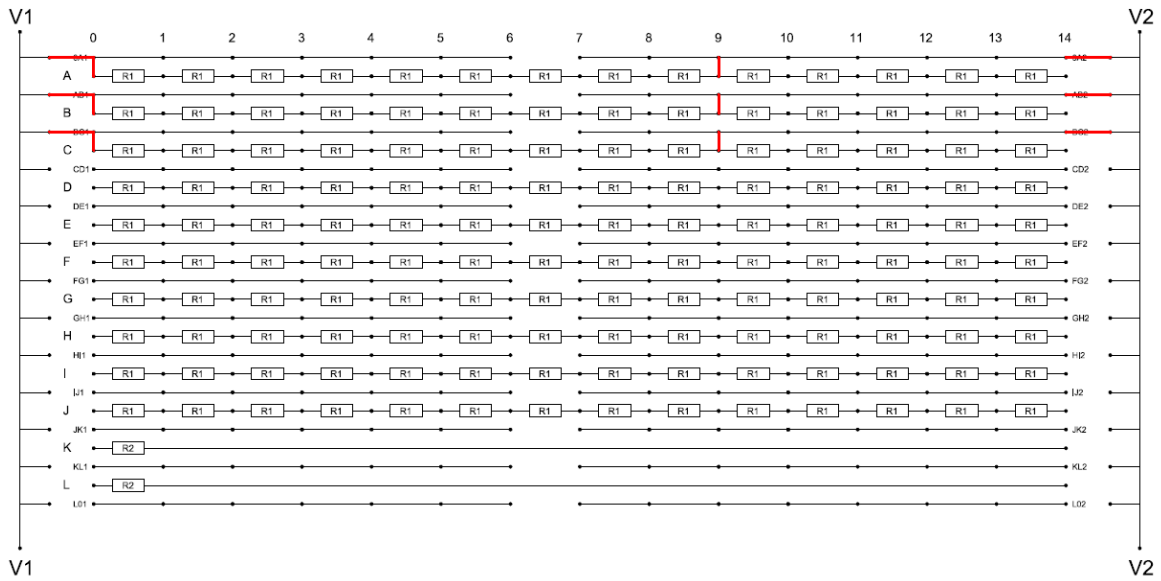 V1 V2
0 1 2 3 4 5 6 7 8 9 10 11 12 13 14
A R1 R1 R1 R1 R1 R1 R1 R1 R1 R1 R1 R1 R1 R1
B R1 R1 R1 R1 R1 R1 R1 R1 R1 R1 R1 R1 R1 R1
C R1 R1 R1 R1 R1 R1 R1 R1 R1 R1 R1 R1 R1 R1
CD1 CD2
D R1 R1 R1 R1 R1 R1 R1 R1 R1 R1 R1 R1 R1 R1
DE1 DE2
E R1 R1 R1 R1 R1 R1 R1 R1 R1 R1 R1 R1 R1 R1
EF1 EF2
F R1 R1 R1 R1 R1 R1 R1 R1 R1 R1 R1 R1 R1 R1
FG1 FG2
G R1 R1 R1 R1 R1 R1 R1 R1 R1 R1 R1 R1 R1 R1
GH1 GH2
H R1 R1 R1 R1 R1 R1 R1 R1 R1 R1 R1 R1 R1 R1
HI1 HI2
I R1 R1 R1 R1 R1 R1 R1 R1 R1 R1 R1 R1 R1 R1
IJ1 IJ2
J R1 R1 R1 R1 R1 R1 R1 R1 R1 R1 R1 R1 R1 R1
JK1 JK2
K R2
KL1 KL2
L R2
L01 L02
V1 V2